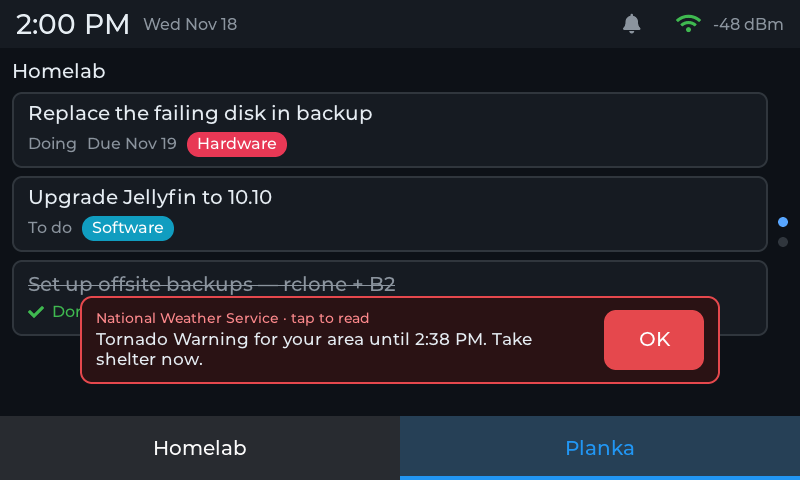 2:00 PM Wed Nov 18 -48 dBm
Homelab
Replace the failing disk in backup
Doing Due Nov 19 Hardware
Upgrade Jellyfin to 10.10
To do Software
Set up offsite backups — rclone + B2
National Weather Service · tap to read
Tornado Warning for your area until 2:38 PM. Take
shelter now.
OK
Homelab Planka